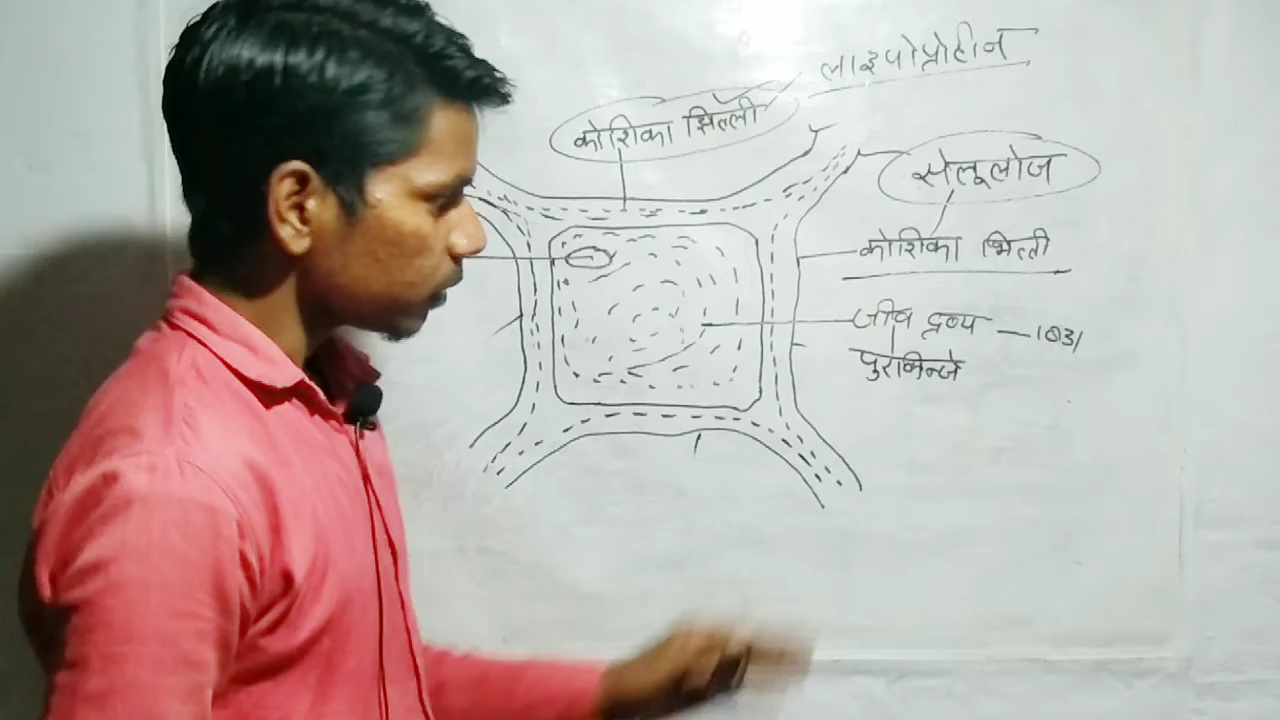 लाइपोप्रोटीन
कोशिका झिल्ली
सेलूलोज
कोशिका भित्ती
जीव द्रव्य — 1831
पुरकिन्जे